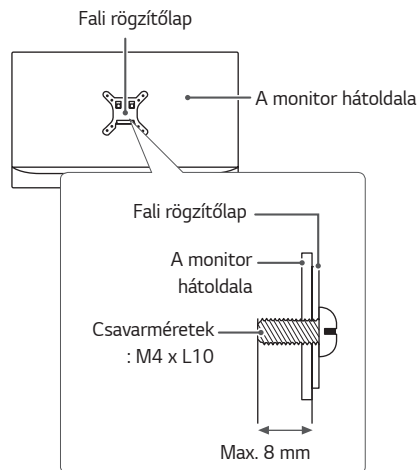 Fali rögzítőlap
A monitor hátoldala
Fali rögzítőlap
A monitor
hátoldala
Csavarméretek
: M4 x L10
Max. 8 mm